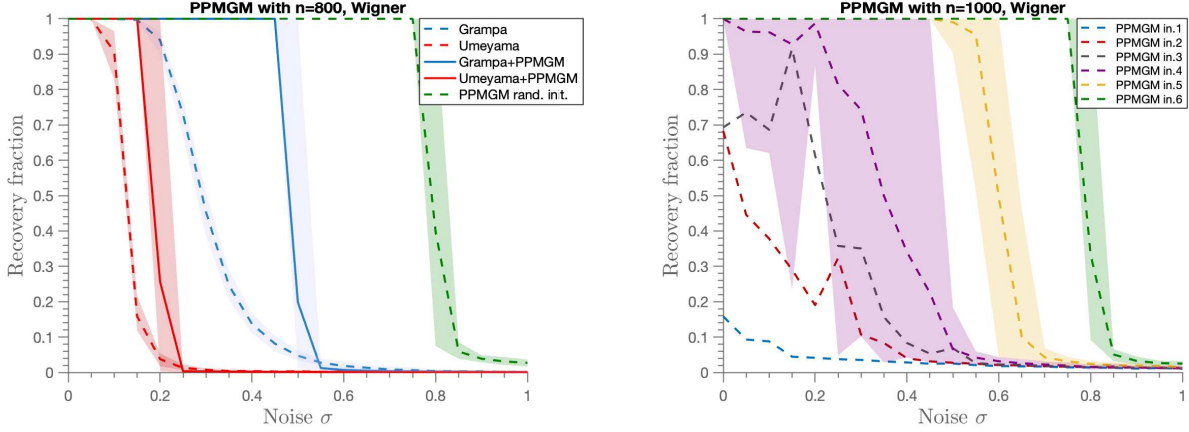 PPMGM with n=800, Wigner
1
0.9
0.8
0.7
0.6
0.5
0.4
0.3
0.2
0.1
0
Recovery fraction
0
0.2
0.4
0.6
0.8
1
Noise σ
Grampa
Umeyama
Grampa+PPMGM
Umeyama+PPMGM
PPMGM rand. init.
PPMGM with n=1000, Wigner
1
0.9
0.8
0.7
0.6
0.5
0.4
0.3
0.2
0.1
0
Recovery fraction
0
0.2
0.4
0.6
0.8
1
Noise σ
PPMGM in.1
PPMGM in.2
PPMGM in.3
PPMGM in.4
PPMGM in.5
PPMGM in.6